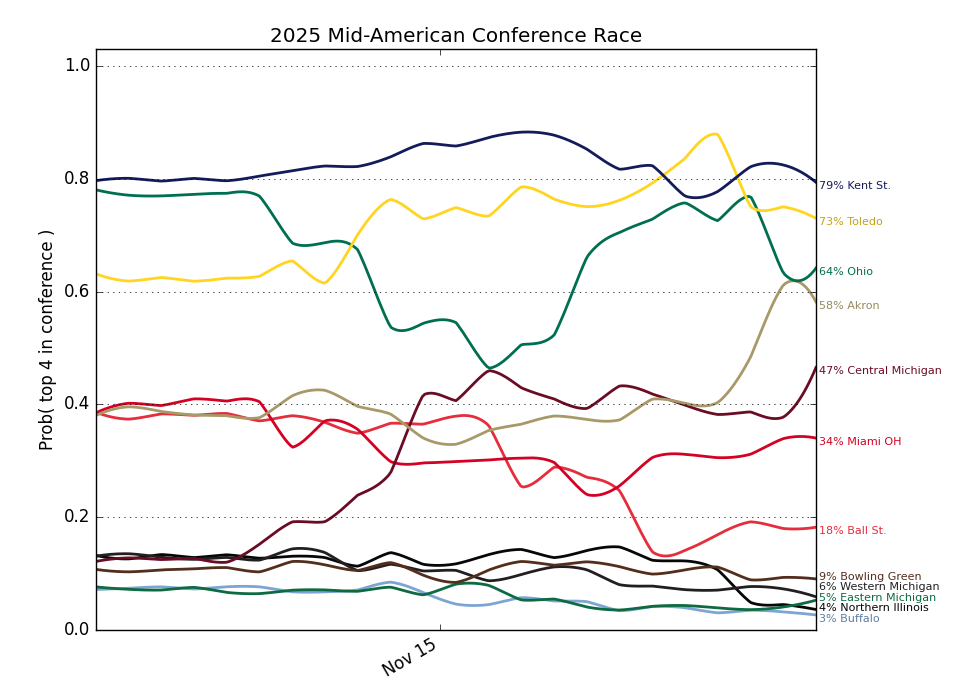 2025 Mid-American Conference Race
Prob( top 4 in conference )
1.0
0.8
0.6
0.4
0.2
0.0
Nov 15
79% Kent St.
73% Toledo
64% Ohio
58% Akron
47% Central Michigan
34% Miami OH
18% Ball St.
9% Bowling Green
6% Western Michigan
5% Eastern Michigan
4% Northern Illinois
3% Buffalo